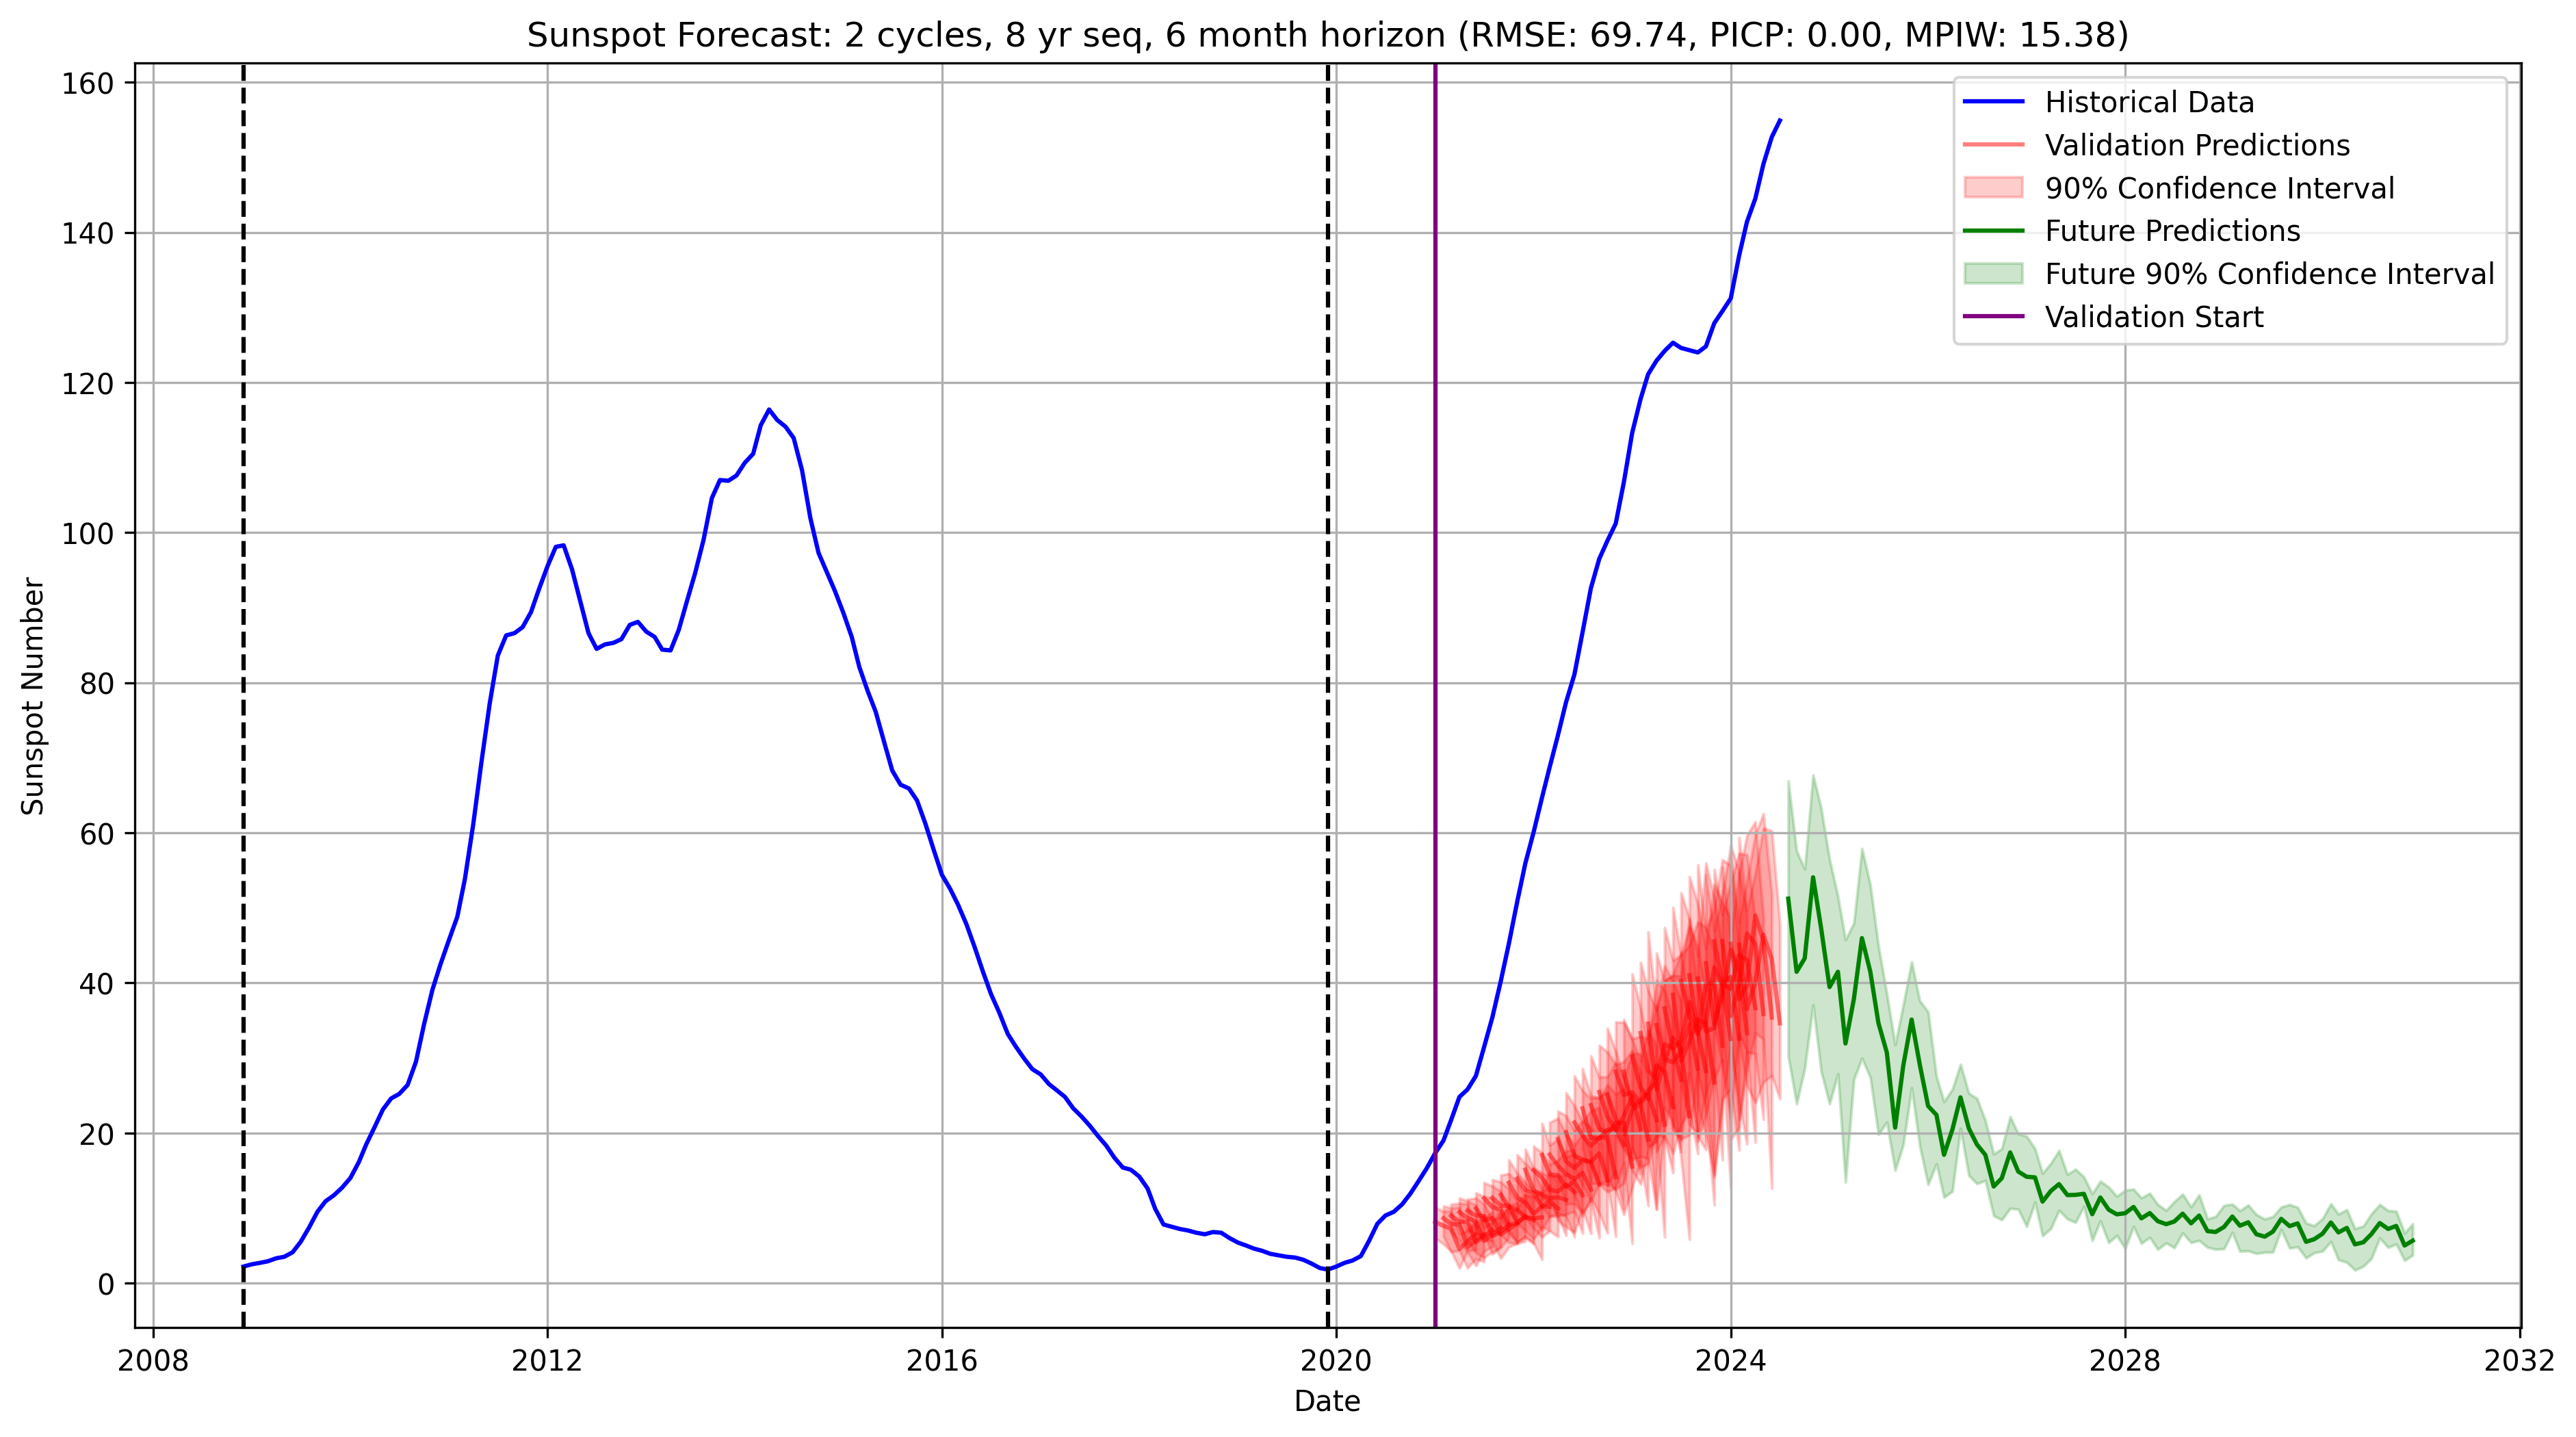 Sunspot Forecast: 2 cycles, 8 yr seq, 6 month horizon (RMSE: 69.74, PICP: 0.00, MPIW: 15.38)
Historical Data
Validation Predictions
90% Confidence Interval
Future Predictions
Future 90% Confidence Interval
Validation Start
160
140
120
100
80
60
40
20
0
Sunspot Number
2008 2012 2016 2020 2024 2028 2032
Date